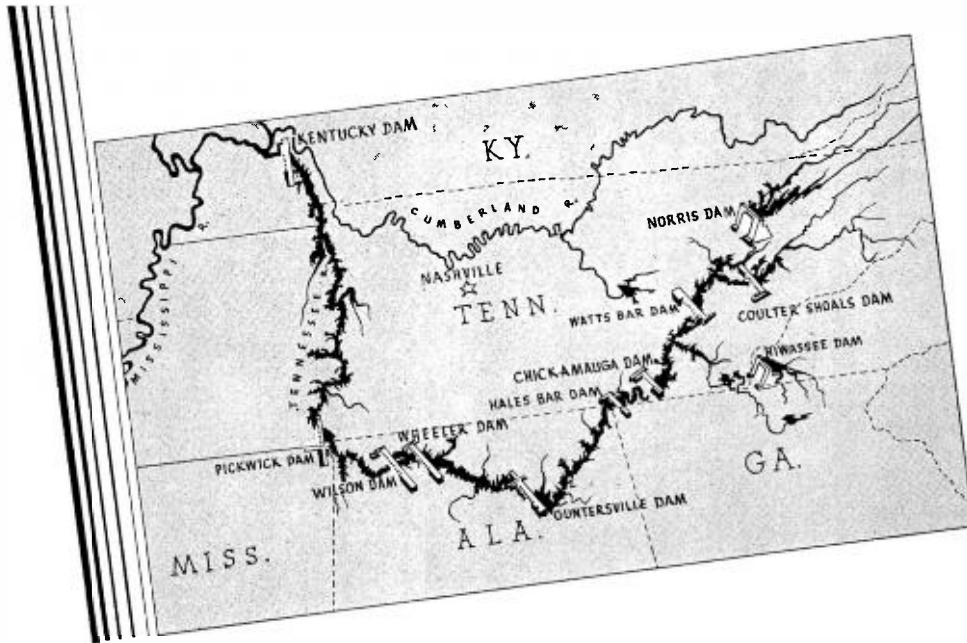 KENTUCKY DAM
KY.
CUMBERLAND R.
NORRIS DAM
MISSISSIPPI R.
NASHVILLE
TENN.
TENNESSEE
WATTS BAR DAM
COULTER SHOALS DAM
HIWASSEE DAM
CHICKAMAUGA DAM
HALES BAR DAM
WHEELER DAM
PICKWICK DAM
WILSON DAM
OUNTERSVILLE DAM
GA.
ALA.
MISS.